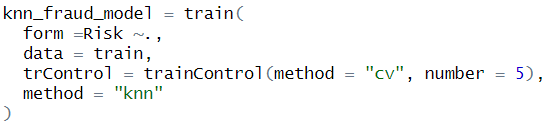 knn_fraud_model = train(
  form =Risk ~.,
  data = train,
  trControl = trainControl(method = "cv", number = 5),
  method = "knn"
)